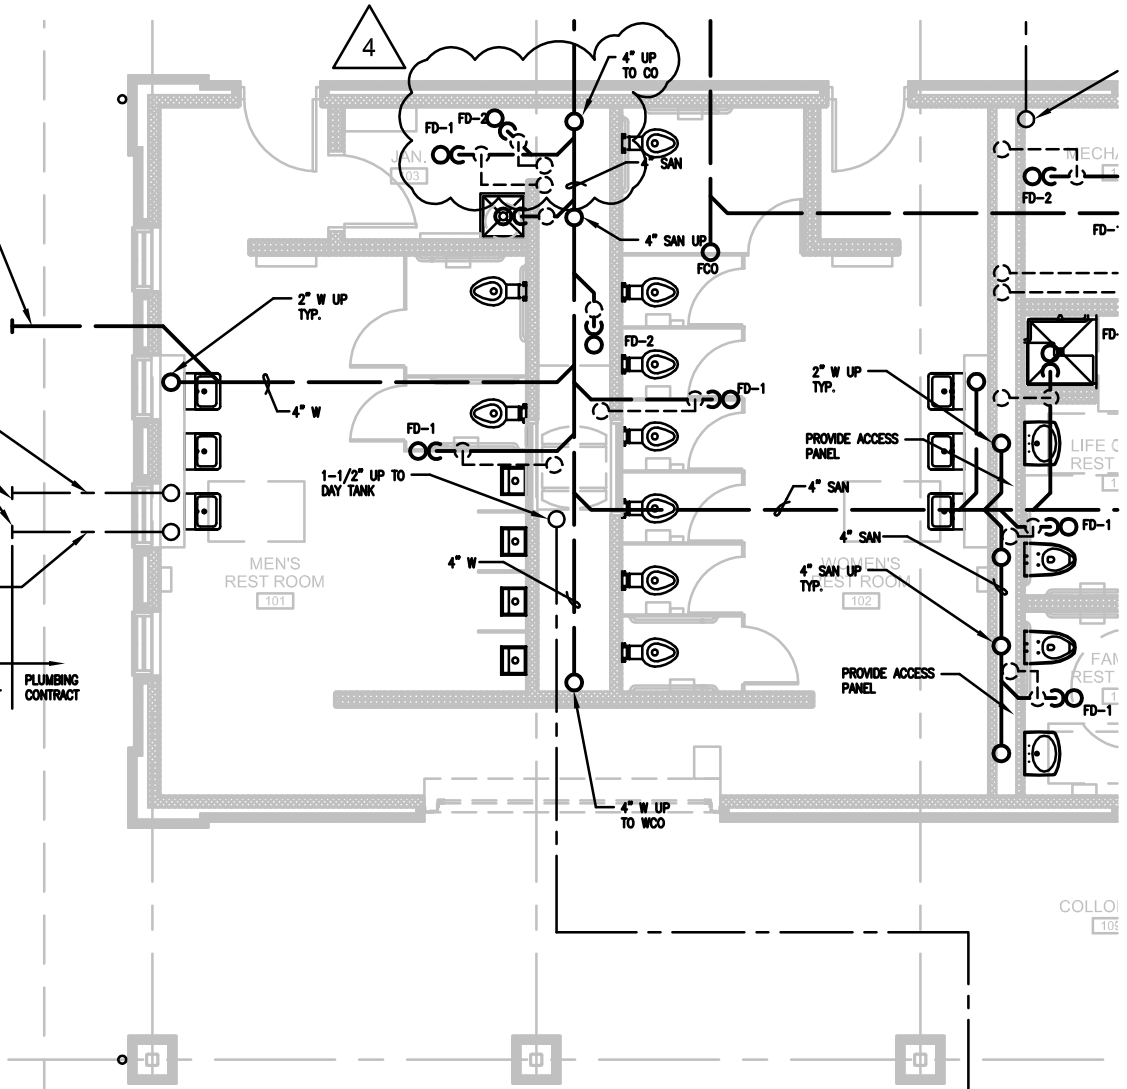 4
4" UP
TO CO
FD-2
FD-1
JAN.
103
4" SAN
MECHA
FD-2
4" SAN UP
FD-
FCO
2" W UP
TYP.
FD-2
FD-
2" W UP
TYP.
FD-1
4" W
FD-1
PROVIDE ACCESS
PANEL
LIFE C
REST
1-1/2" UP TO
DAY TANK
4" SAN
FD-1
4" SAN
MEN'S
REST ROOM
101
4" W
WOMEN'S
REST ROOM
102
4" SAN UP
TYP.
FAM
REST
PLUMBING
CONTRACT
PROVIDE ACCESS
PANEL
FD-1
4" W UP
TO WCO
COLLO
109